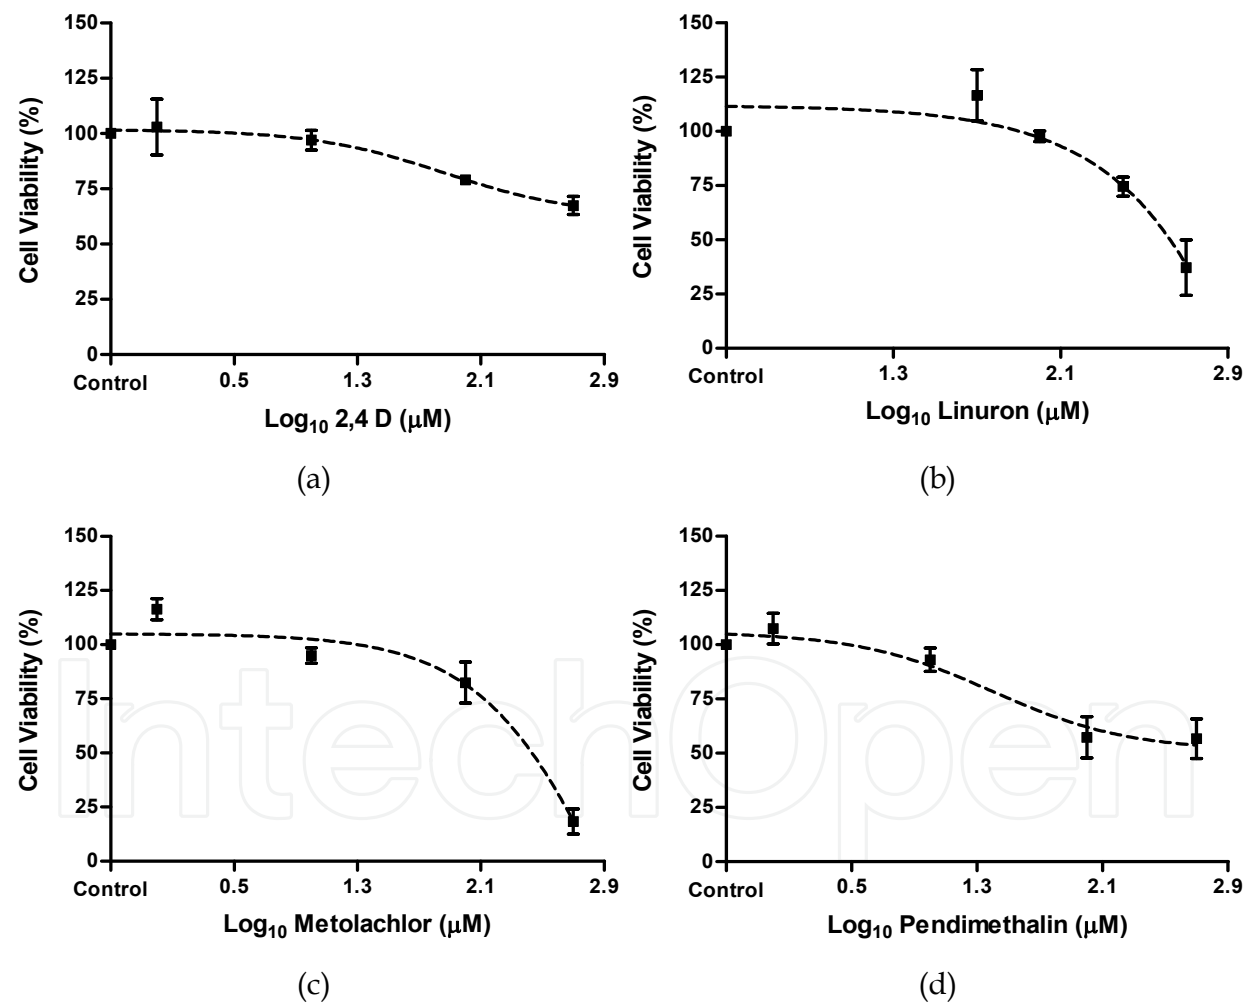 150
125
100
75
50
25
0
Cell Viability (%)
Control 0.5 1.3 2.1 2.9
Log10 2,4 D (μM)
(a)
150
125
100
75
50
25
0
Cell Viability (%)
Control 1.3 2.1 2.9
Log10 Linuron (μM)
(b)
150
125
100
75
50
25
0
Cell Viability (%)
Control 0.5 1.3 2.1 2.9
Log10 Metolachlor (μM)
(c)
150
125
100
75
50
25
0
Cell Viability (%)
Control 0.5 1.3 2.1 2.9
Log10 Pendimethalin (μM)
(d)
IntechOpen